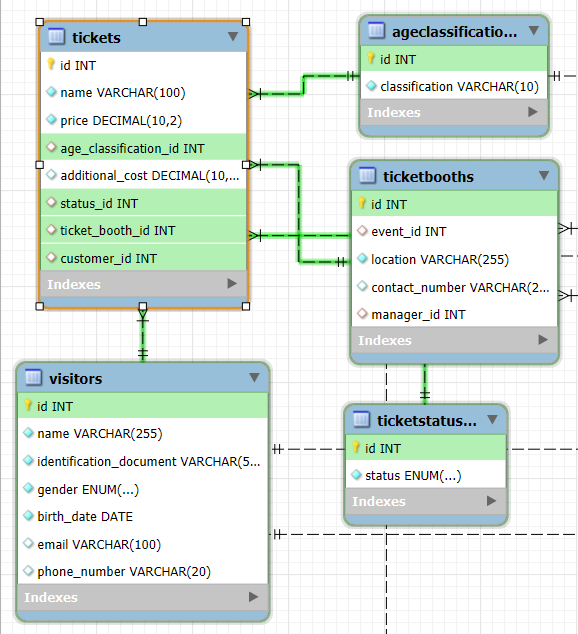 tickets
id INT
name VARCHAR(100)
price DECIMAL(10,2)
age_classification_id INT
additional_cost DECIMAL(10,...
status_id INT
ticket_booth_id INT
customer_id INT
Indexes
ageclassificatio...
id INT
classification VARCHAR(10)
Indexes
ticketbooths
id INT
event_id INT
location VARCHAR(255)
contact_number VARCHAR(2...
manager_id INT
Indexes
visitors
id INT
name VARCHAR(255)
identification_document VARCHAR(5...
gender ENUM(...)
birth_date DATE
email VARCHAR(100)
phone_number VARCHAR(20)
Indexes
ticketstatus...
id INT
status ENUM(...)
Indexes